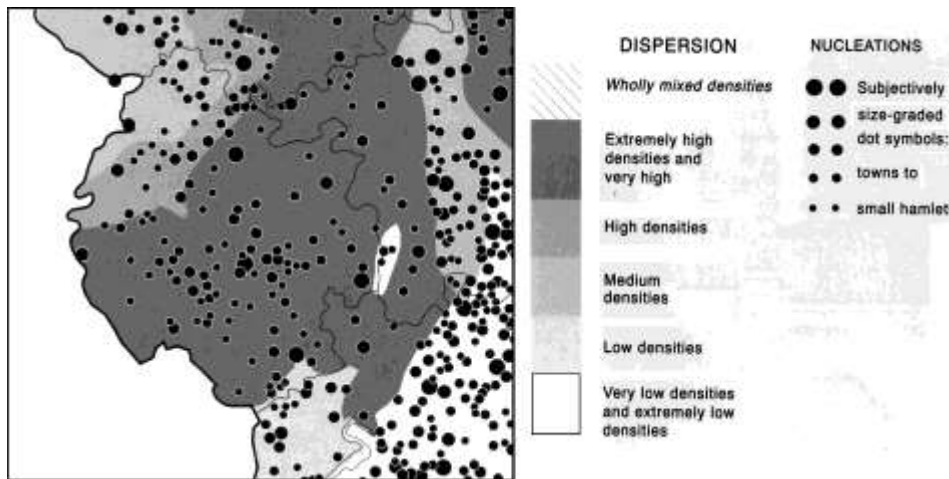 DISPERSION
Wholly mixed densities
Extremely high
densities and
very high
High densities
Medium
densities
Low densities
Very low densities
and extremely low
densities
NUCLEATIONS
Subjectively
size-graded
dot symbols:
towns to
small hamlet